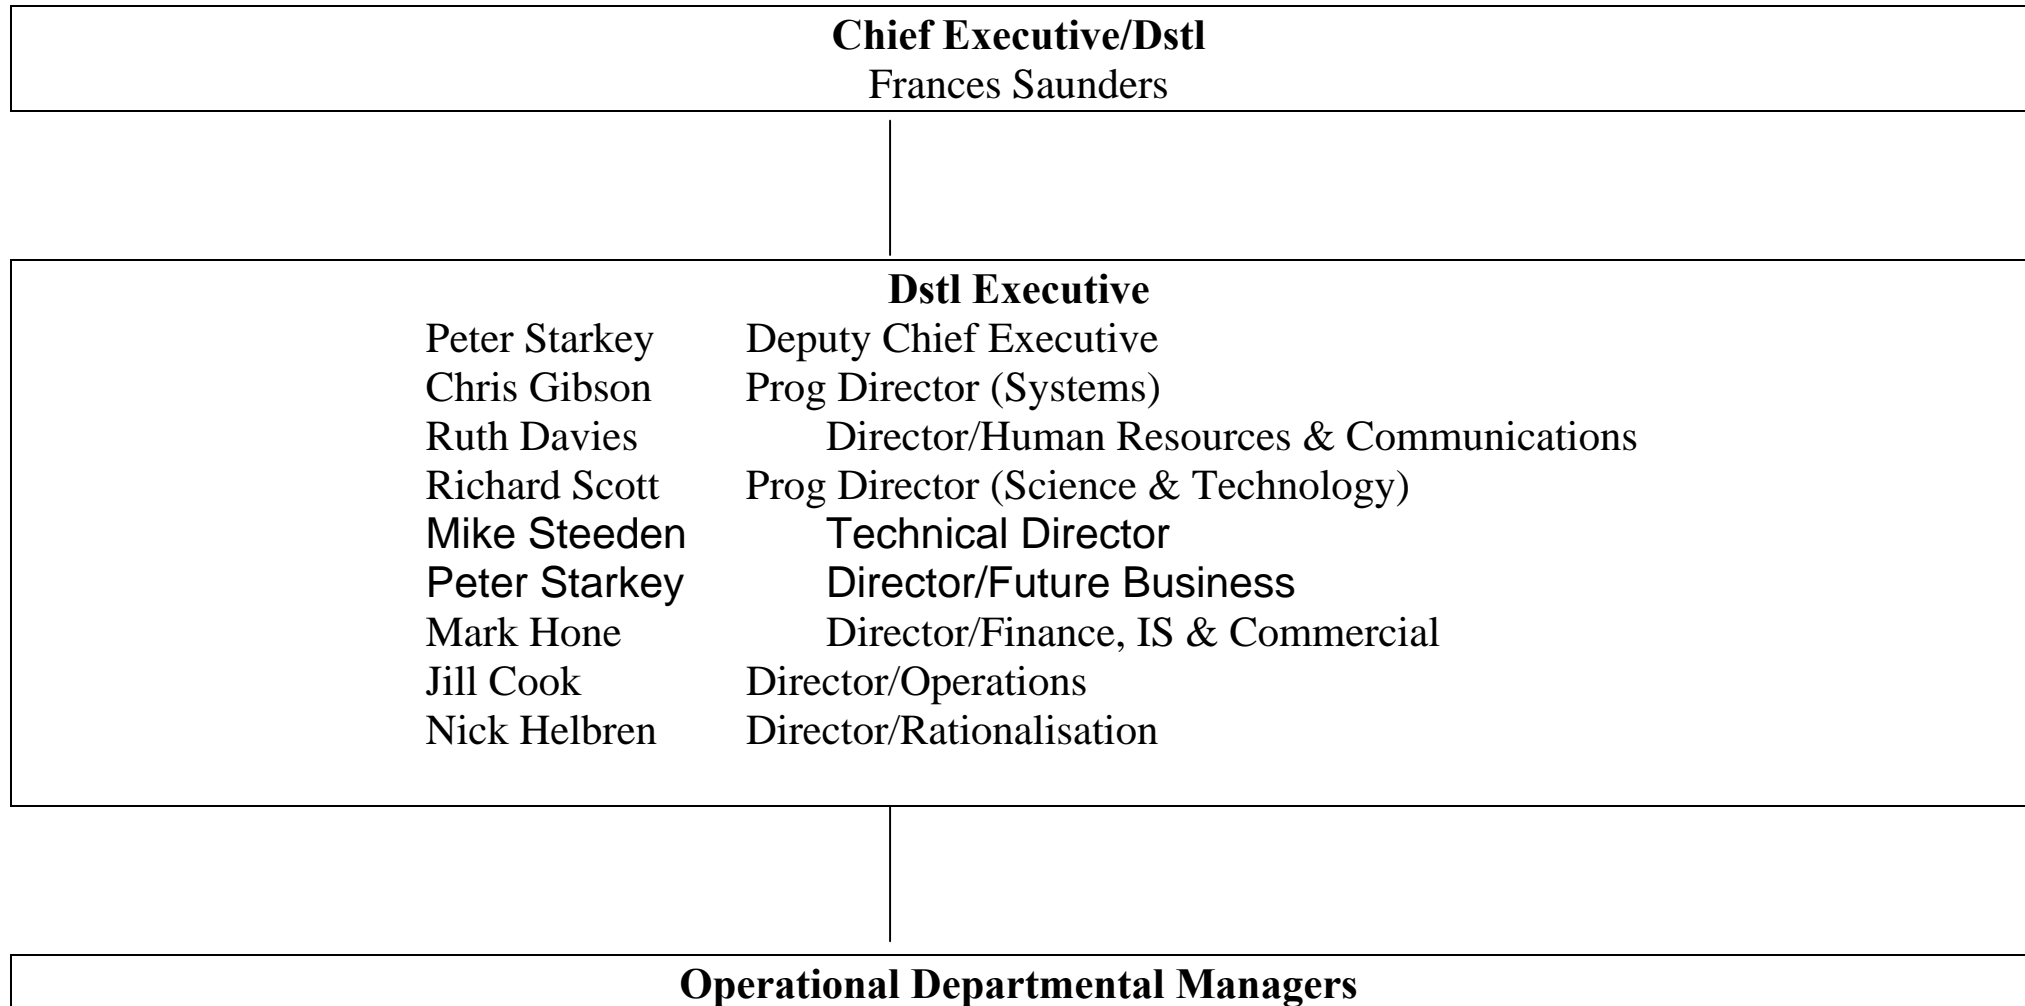 Chief Executive/Dstl
Frances Saunders
Dstl Executive
Peter Starkey Deputy Chief Executive
Chris Gibson Prog Director (Systems)
Ruth Davies Director/Human Resources & Communications
Richard Scott Prog Director (Science & Technology)
Mike Steeden Technical Director
Peter Starkey Director/Future Business
Mark Hone Director/Finance, IS & Commercial
Jill Cook Director/Operations
Nick Helbren Director/Rationalisation
Operational Departmental Managers